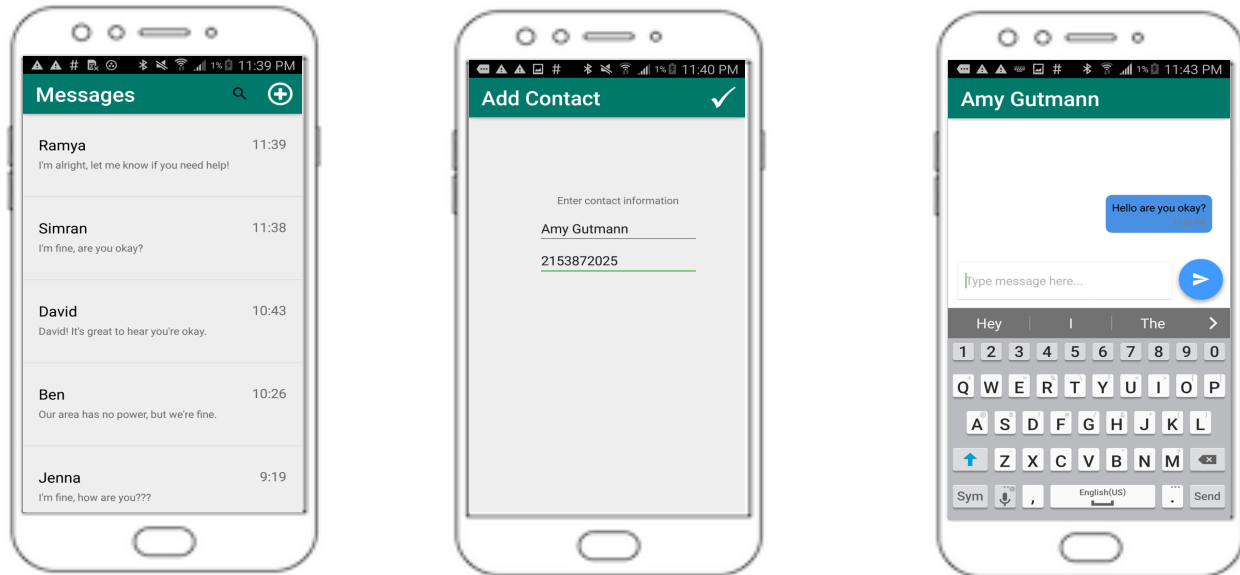 1% 11:39 PM
Messages
Ramya 11:39
I'm alright, let me know if you need help!
Simran 11:38
I'm fine, are you okay?
David 10:43
David! It's great to hear you're okay.
Ben 10:26
Our area has no power, but we're fine.
Jenna 9:19
I'm fine, how are you???
1% 11:40 PM
Add Contact
Enter contact information
Amy Gutmann
2153872025
1% 11:43 PM
Amy Gutmann
Hello are you okay?
Type message here...
Hey I The
1 2 3 4 5 6 7 8 9 0
Q W E R T Y U I O P
A S D F G H J K L
Z X C V B N M
Sym , English(US) . Send